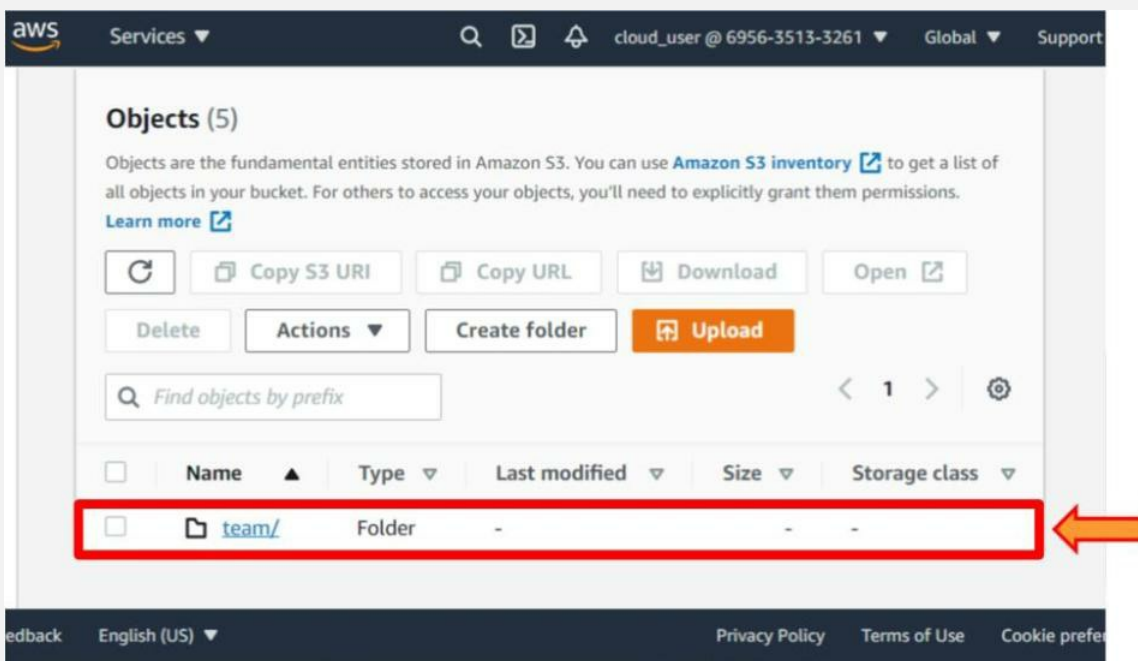 aws
Services ▼
cloud_user @ 6956-3513-3261 ▼
Global ▼
Support
Objects (5)
Objects are the fundamental entities stored in Amazon S3. You can use Amazon S3 inventory to get a list of
all objects in your bucket. For others to access your objects, you'll need to explicitly grant them permissions.
Learn more
Copy S3 URI
Copy URL
Download
Open
Delete
Actions ▼
Create folder
Upload
Find objects by prefix
< 1 >
Name ▲ Type ▽ Last modified ▽ Size ▽ Storage class ▽
team/ Folder - - -
edback
English (US) ▼
Privacy Policy
Terms of Use
Cookie prefer